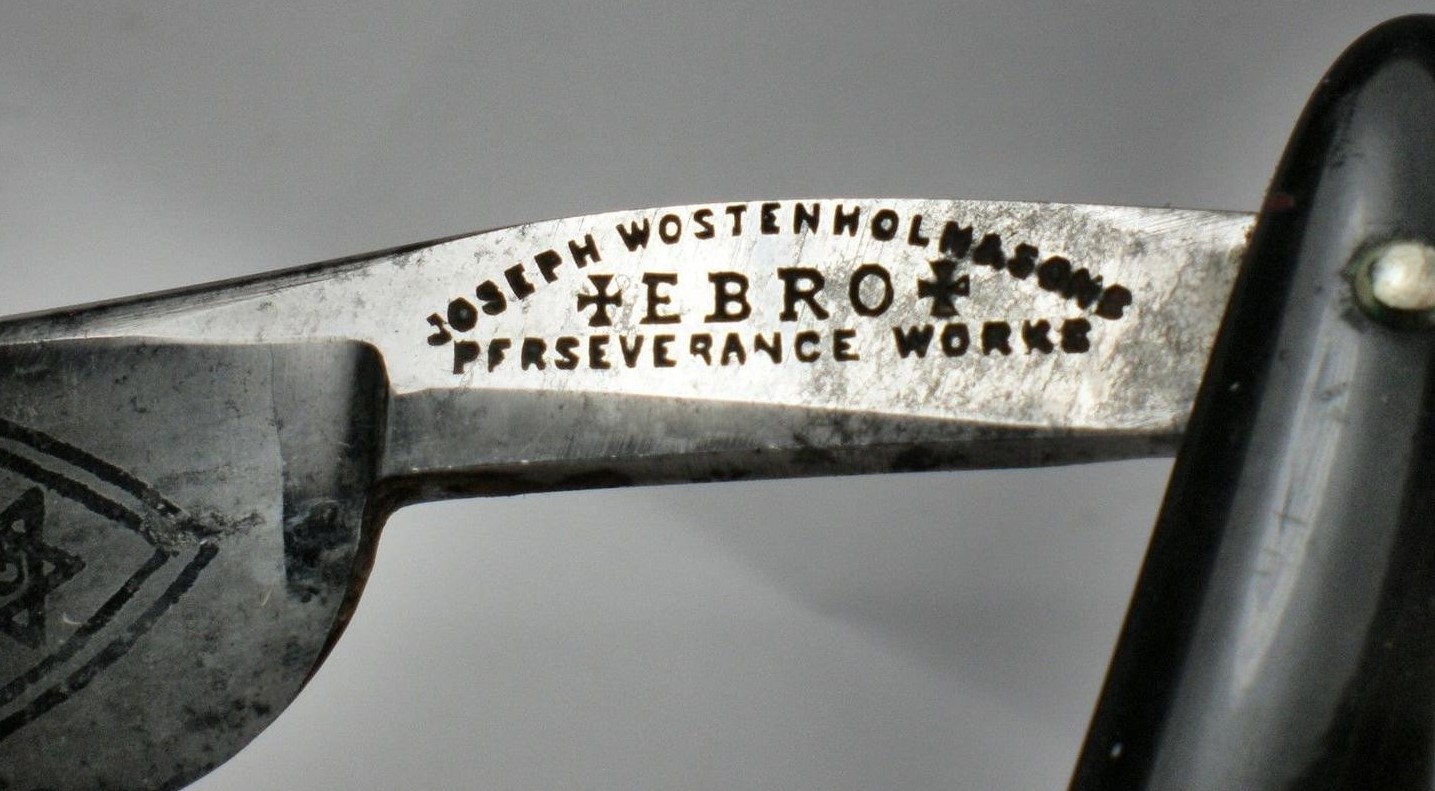 JOSEPH WOSTENHOLM & SONS
✠ EBRO ✠
PERSEVERANCE WORKS